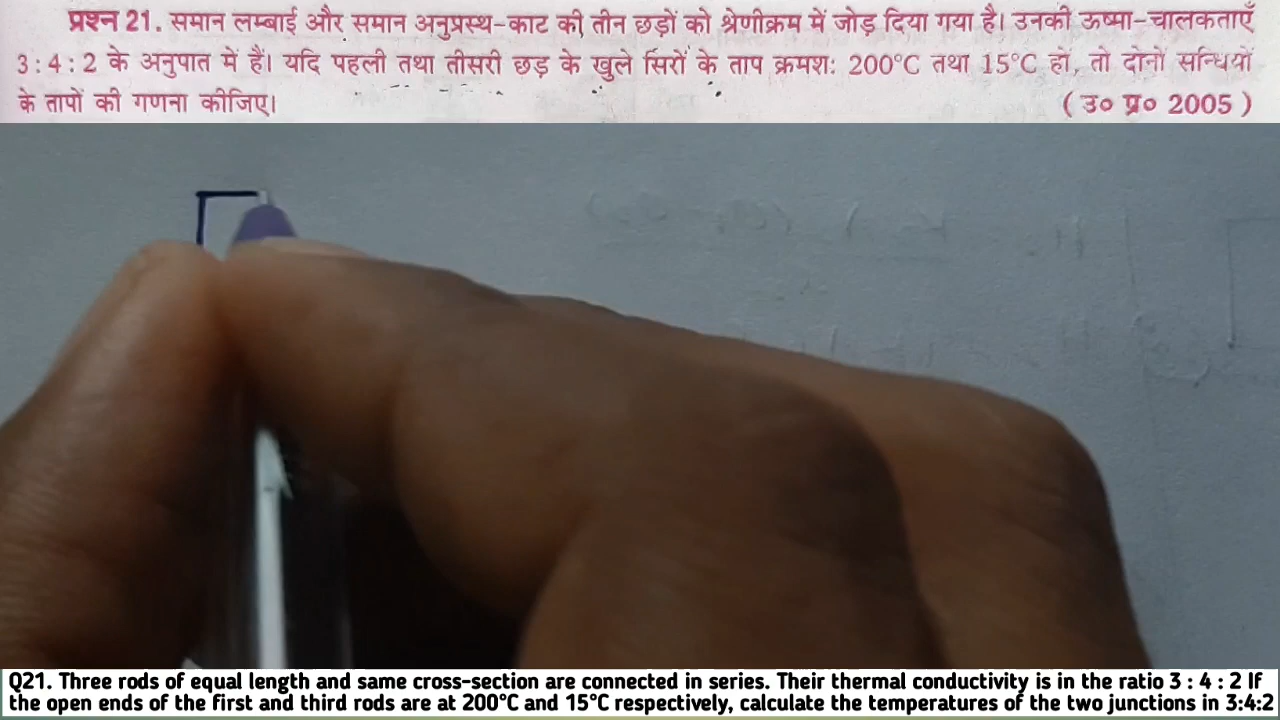 प्रश्न 21. समान लम्बाई और समान अनुप्रस्थ-काट की तीन छड़ों को श्रेणीक्रम में जोड़ दिया गया है। उनकी ऊष्मा-चालकताएँ
3 : 4 : 2 के अनुपात में हैं। यदि पहली तथा तीसरी छड़ के खुले सिरों के ताप क्रमशः 200°C तथा 15°C हों, तो दोनों सन्धियों
के तापों की गणना कीजिए। ( उ० प्र० 2005 )
Q21. Three rods of equal length and same cross-section are connected in series. Their thermal conductivity is in the ratio 3 : 4 : 2 If
the open ends of the first and third rods are at 200°C and 15°C respectively, calculate the temperatures of the two junctions in 3:4:2